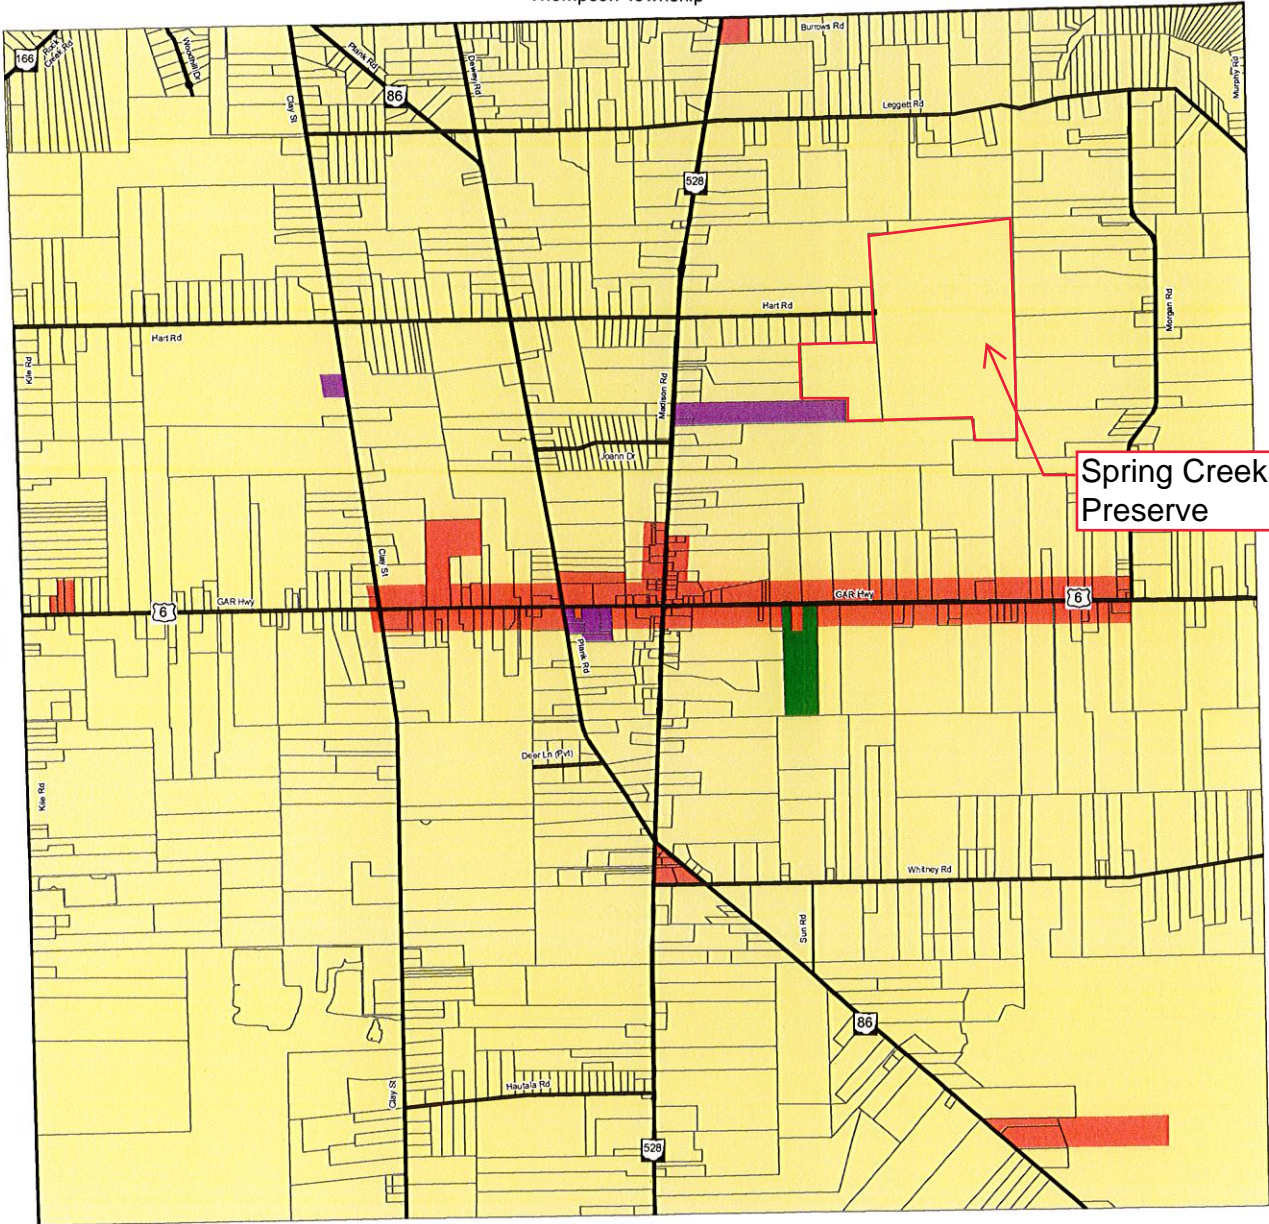 Thompson Township
Burrows Rd
166
Rock
Creek Rd
Woodhill Dr
Plank Rd
Dewey Rd
Murphy Rd
86
Clay St
Leggett Rd
528
Hart Rd
Morgan Rd
Hart Rd
Kile Rd
Madison Rd
Joann Dr
Spring Creek
Preserve
Clay St
GAR Hwy
6
GAR Hwy
6
Plank Rd
Deer Ln (Pvt)
Kile Rd
Whitney Rd
Sun Rd
86
Hautala Rd
Clay St
528